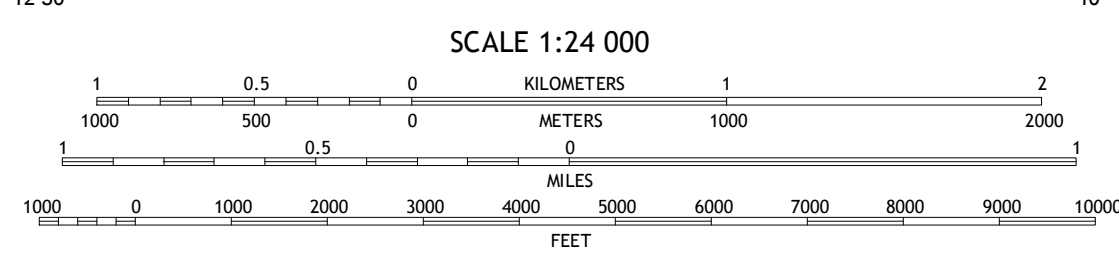 SCALE 1:24 000
1 0.5 0 KILOMETERS 1 2
1000 500 0 METERS 1000 2000
1 0.5 0 1
MILES
1000 0 1000 2000 3000 4000 5000 6000 7000 8000 9000 10000
FEET